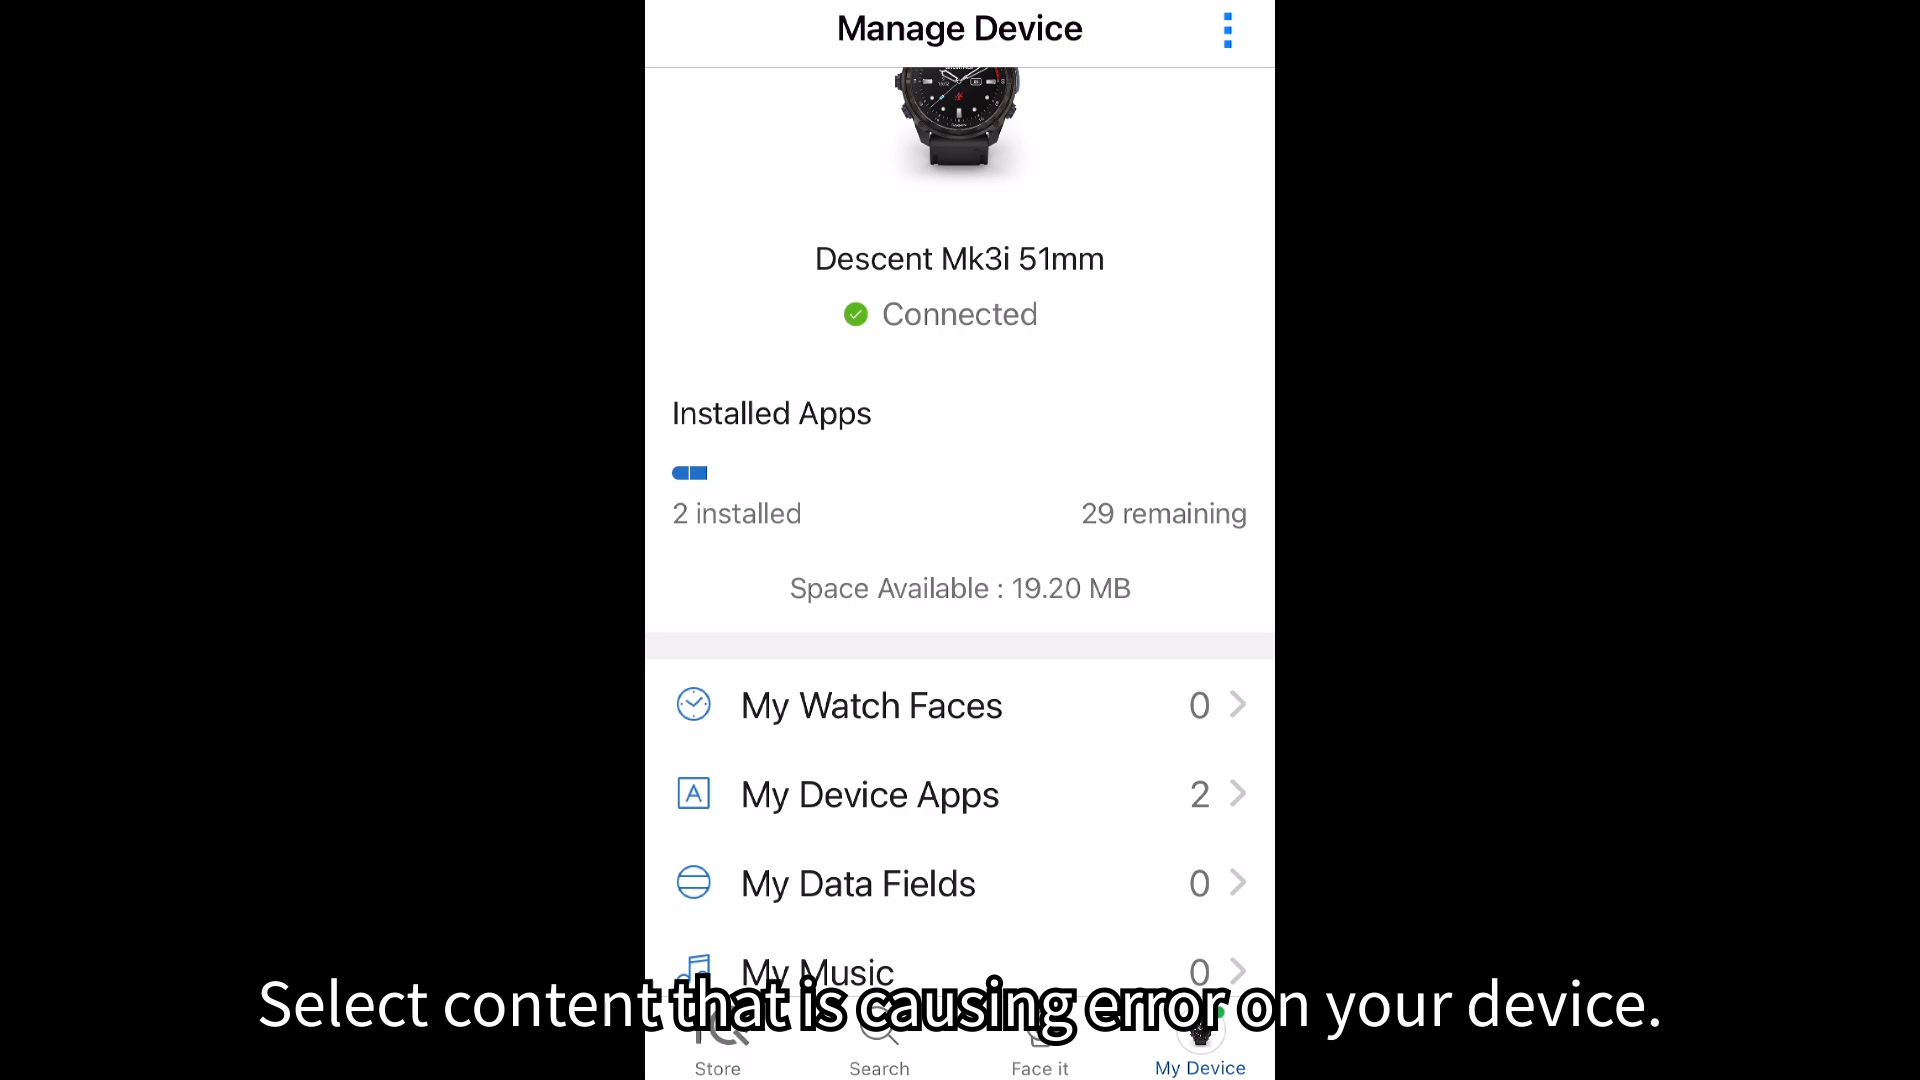 Manage Device
Descent Mk3i 51mm
Connected
Installed Apps
2 installed
29 remaining
Space Available : 19.20 MB
My Watch Faces 0
A My Device Apps 2
My Data Fields 0
My Music 0
Select content that is causing error on your device.
Store
Search
Face it
My Device